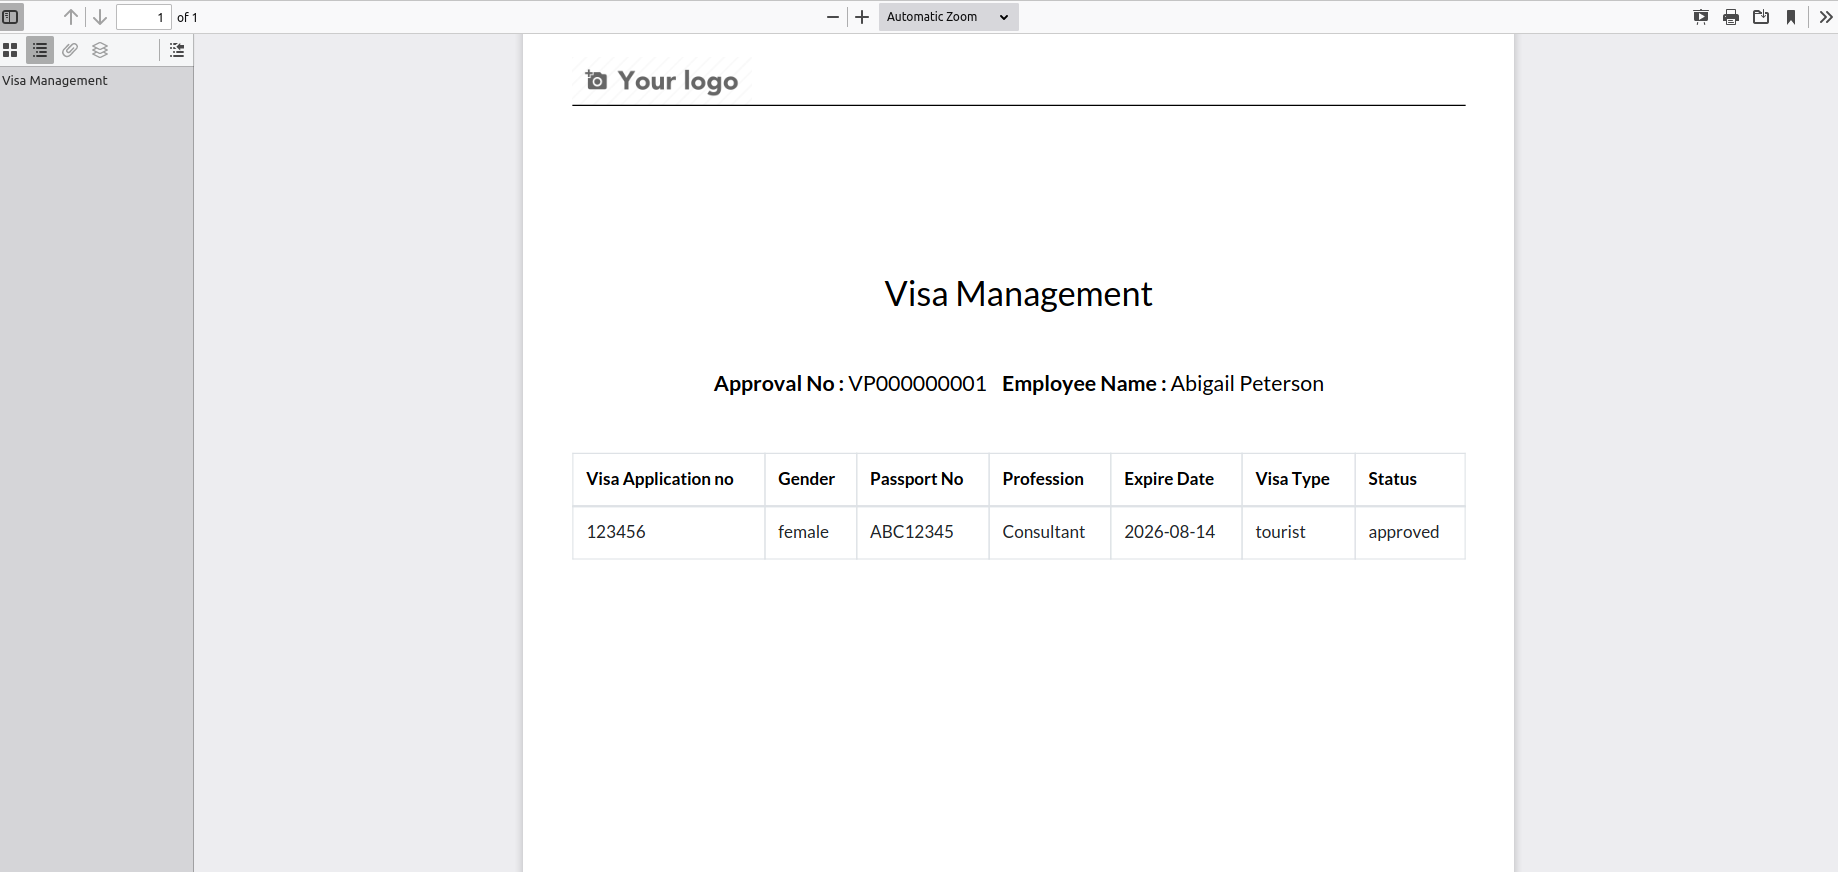 1 of 1 Automatic Zoom
Visa Management
Your logo
Visa Management
Approval No : VP000000001 Employee Name : Abigail Peterson
Visa Application no Gender Passport No Profession Expire Date Visa Type Status
123456 female ABC12345 Consultant 2026-08-14 tourist approved